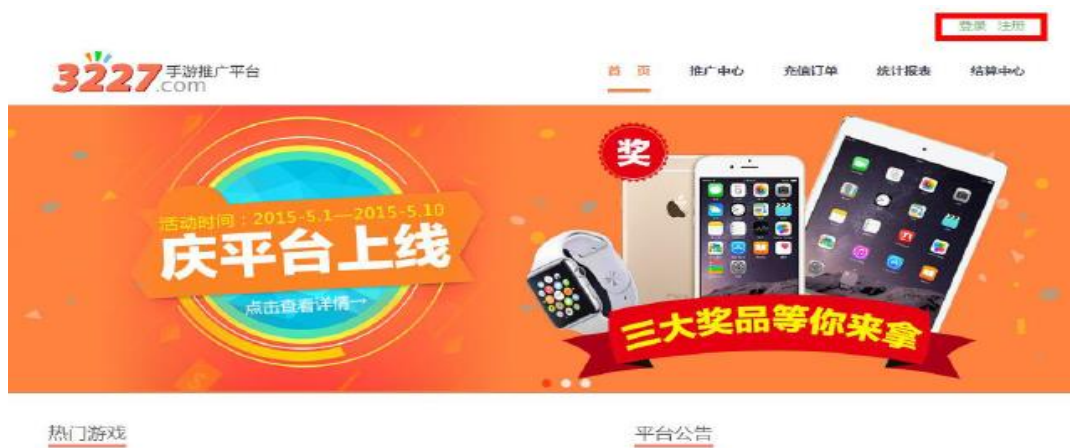 登录 注册
3227.com 手游推广平台
首 页 推广中心 充值订单 统计报表 结算中心
奖
活动时间：2015-5.1—2015-5.10
庆平台上线
点击查看详情→
三大奖品等你来拿
热门游戏 平台公告